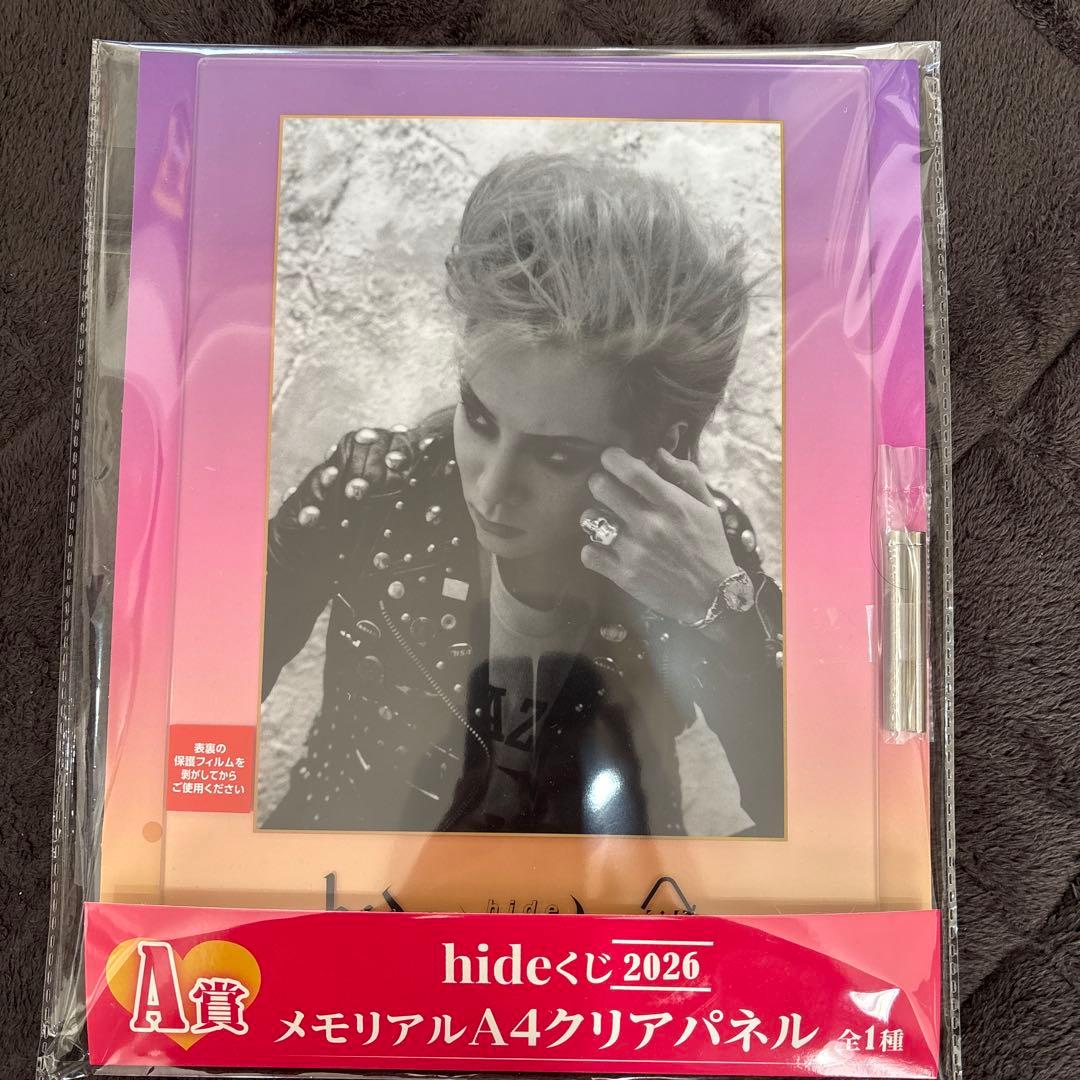 AZ
表裏の
保護フィルムを
剥がしてから
ご使用ください
hide
A賞
hideくじ 2026
メモリアルA4クリアパネル 全1種